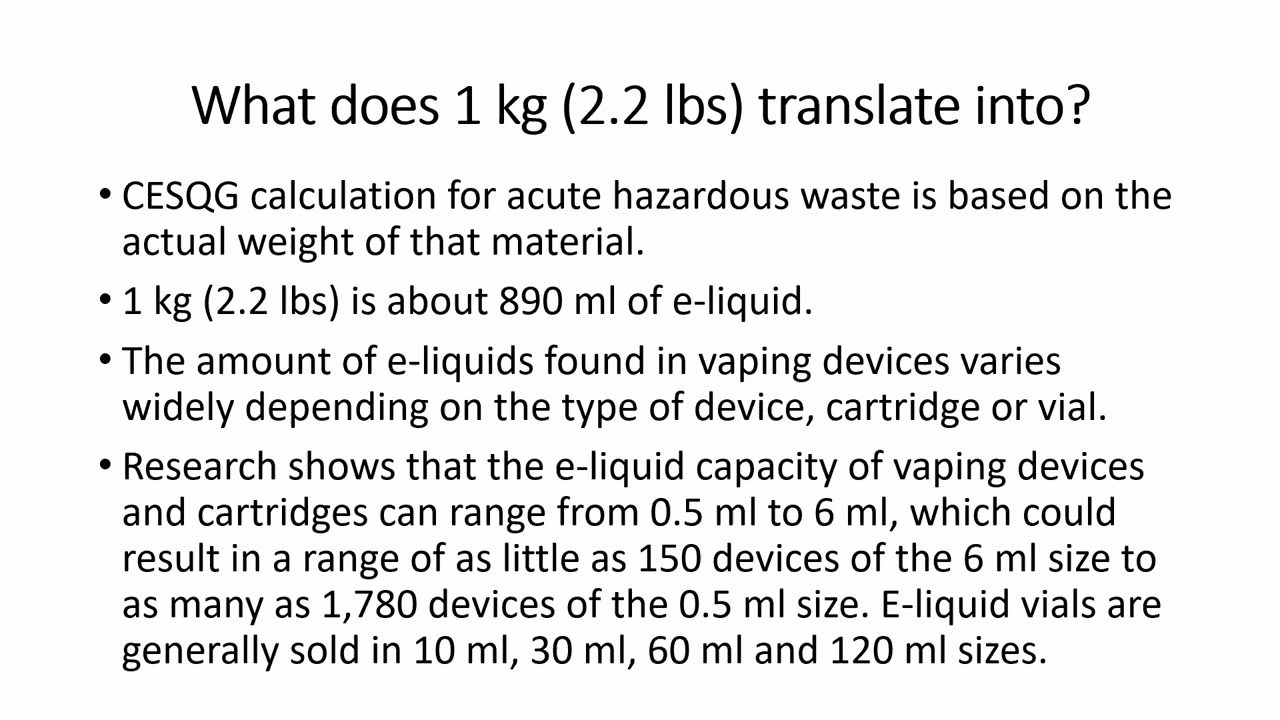 What does 1 kg (2.2 lbs) translate into?
• CESQG calculation for acute hazardous waste is based on the
actual weight of that material.
• 1 kg (2.2 lbs) is about 890 ml of e-liquid.
• The amount of e-liquids found in vaping devices varies
widely depending on the type of device, cartridge or vial.
• Research shows that the e-liquid capacity of vaping devices
and cartridges can range from 0.5 ml to 6 ml, which could
result in a range of as little as 150 devices of the 6 ml size to
as many as 1,780 devices of the 0.5 ml size. E-liquid vials are
generally sold in 10 ml, 30 ml, 60 ml and 120 ml sizes.